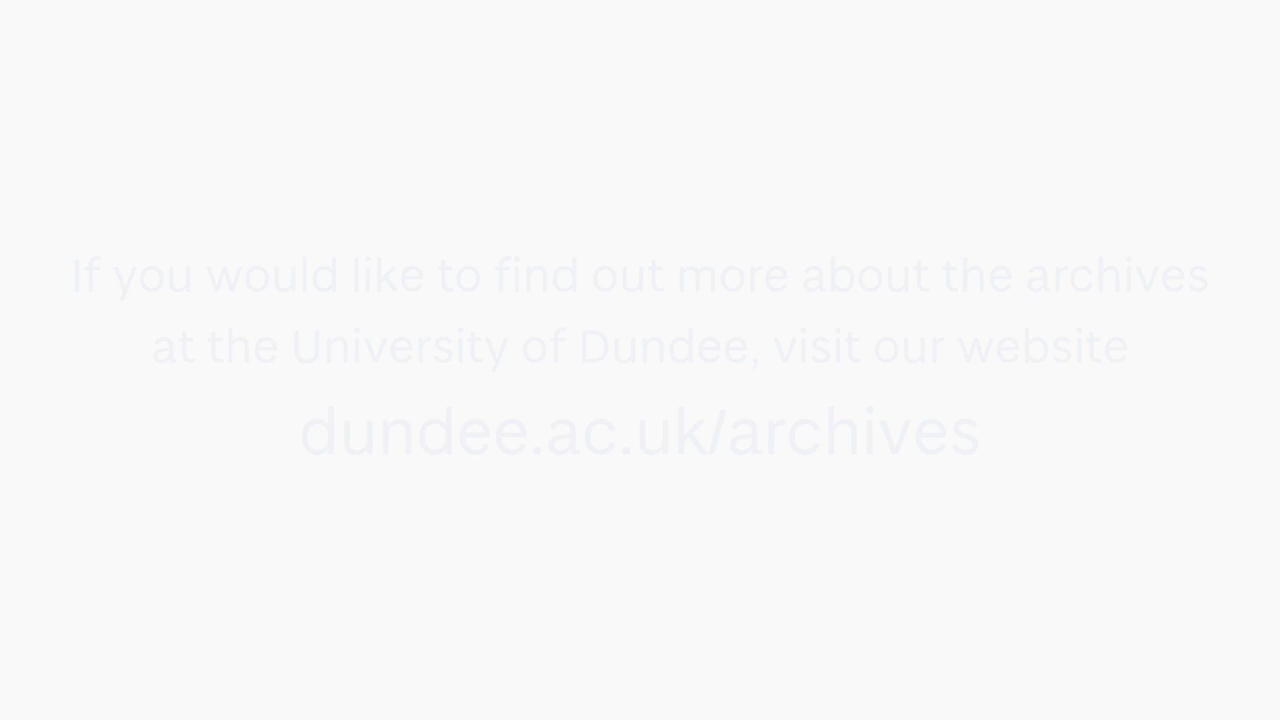 If you would like to find out more about the archives
at the University of Dundee, visit our website
dundee.ac.uk/archives